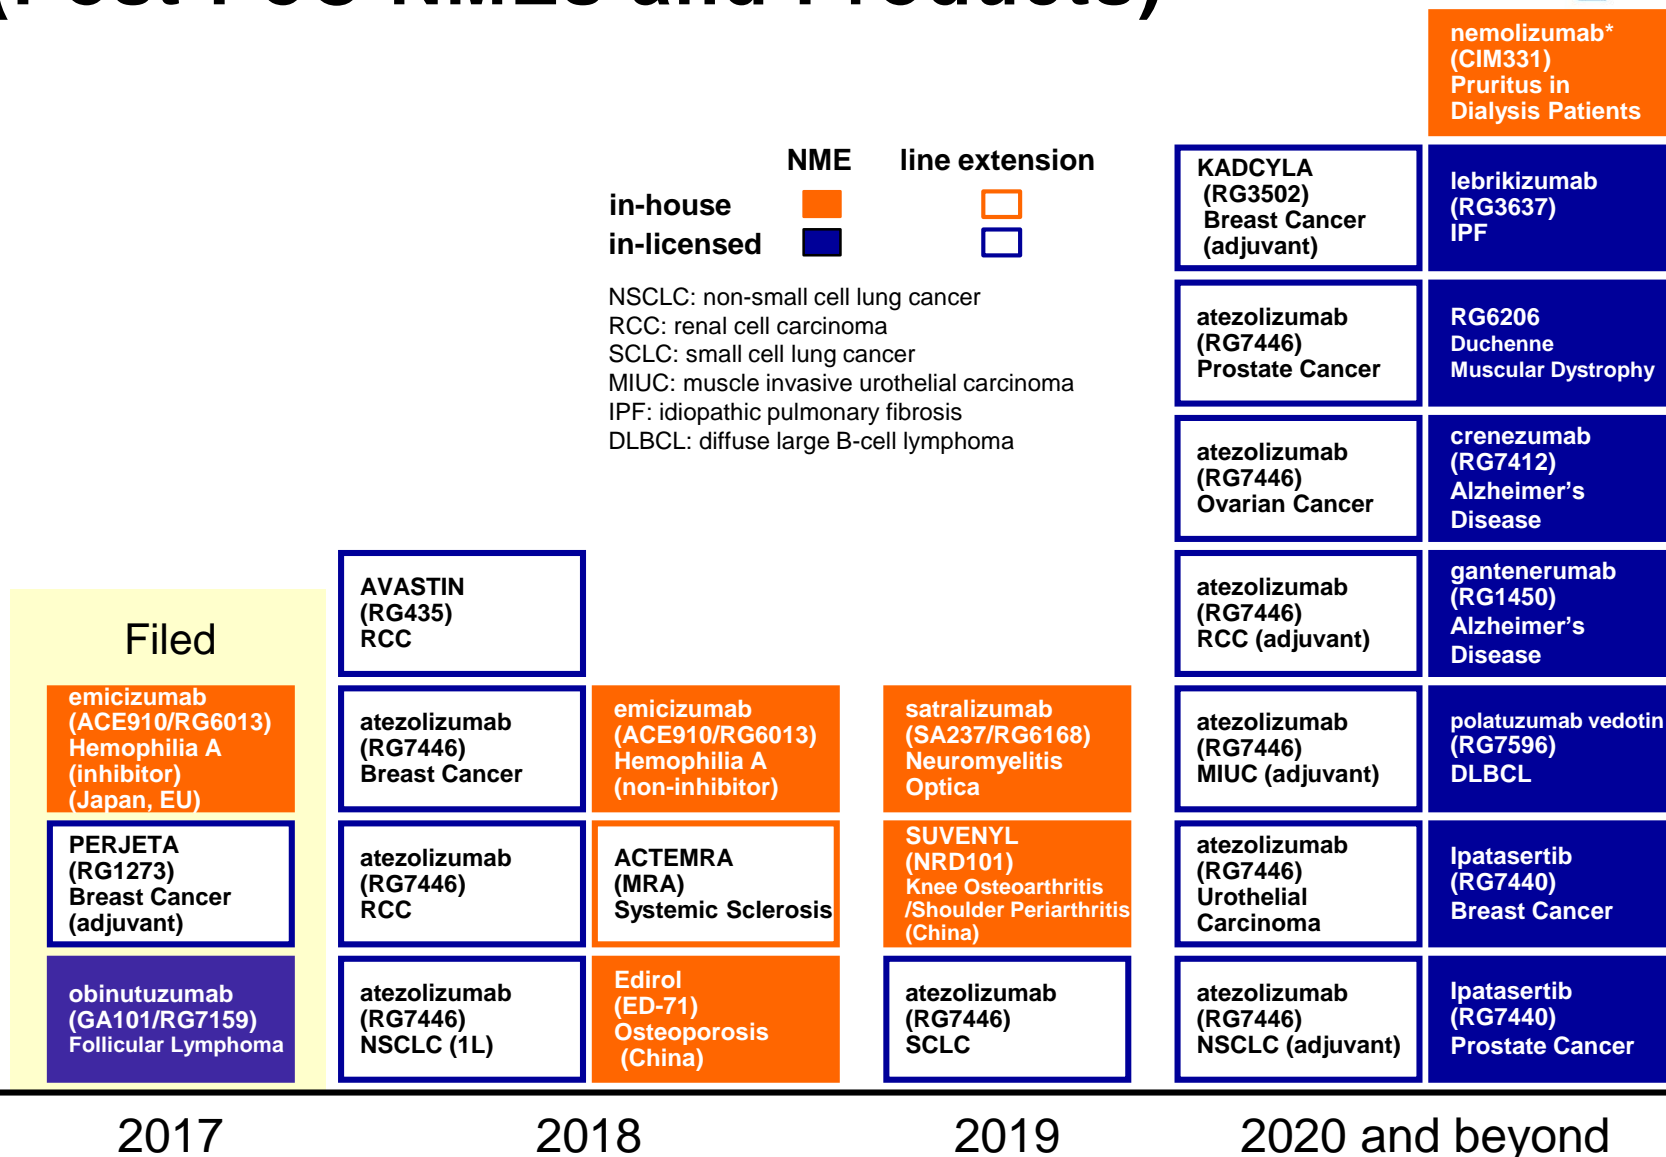 (Post PoC NMEs and Products)
nemolizumab*
(CIM331)
Pruritus in
Dialysis Patients
NME line extension
in-house
in-licensed
NSCLC: non-small cell lung cancer
RCC: renal cell carcinoma
SCLC: small cell lung cancer
MIUC: muscle invasive urothelial carcinoma
IPF: idiopathic pulmonary fibrosis
DLBCL: diffuse large B-cell lymphoma
KADCYLA
(RG3502)
Breast Cancer
(adjuvant)
lebrikizumab
(RG3637)
IPF
atezolizumab
(RG7446)
Prostate Cancer
RG6206
Duchenne
Muscular Dystrophy
atezolizumab
(RG7446)
Ovarian Cancer
crenezumab
(RG7412)
Alzheimer’s
Disease
AVASTIN
(RG435)
RCC
atezolizumab
(RG7446)
RCC (adjuvant)
gantenerumab
(RG1450)
Alzheimer’s
Disease
Filed
emicizumab
(ACE910/RG6013)
Hemophilia A
(inhibitor)
(Japan, EU)
atezolizumab
(RG7446)
Breast Cancer
emicizumab
(ACE910/RG6013)
Hemophilia A
(non-inhibitor)
satralizumab
(SA237/RG6168)
Neuromyelitis
Optica
atezolizumab
(RG7446)
MIUC (adjuvant)
polatuzumab vedotin
(RG7596)
DLBCL
PERJETA
(RG1273)
Breast Cancer
(adjuvant)
atezolizumab
(RG7446)
RCC
ACTEMRA
(MRA)
Systemic Sclerosis
SUVENYL
(NRD101)
Knee Osteoarthritis
/Shoulder Periarthritis
(China)
atezolizumab
(RG7446)
Urothelial
Carcinoma
Ipatasertib
(RG7440)
Breast Cancer
obinutuzumab
(GA101/RG7159)
Follicular Lymphoma
atezolizumab
(RG7446)
NSCLC (1L)
Edirol
(ED-71)
Osteoporosis
(China)
atezolizumab
(RG7446)
SCLC
atezolizumab
(RG7446)
NSCLC (adjuvant)
Ipatasertib
(RG7440)
Prostate Cancer
2017 2018 2019 2020 and beyond